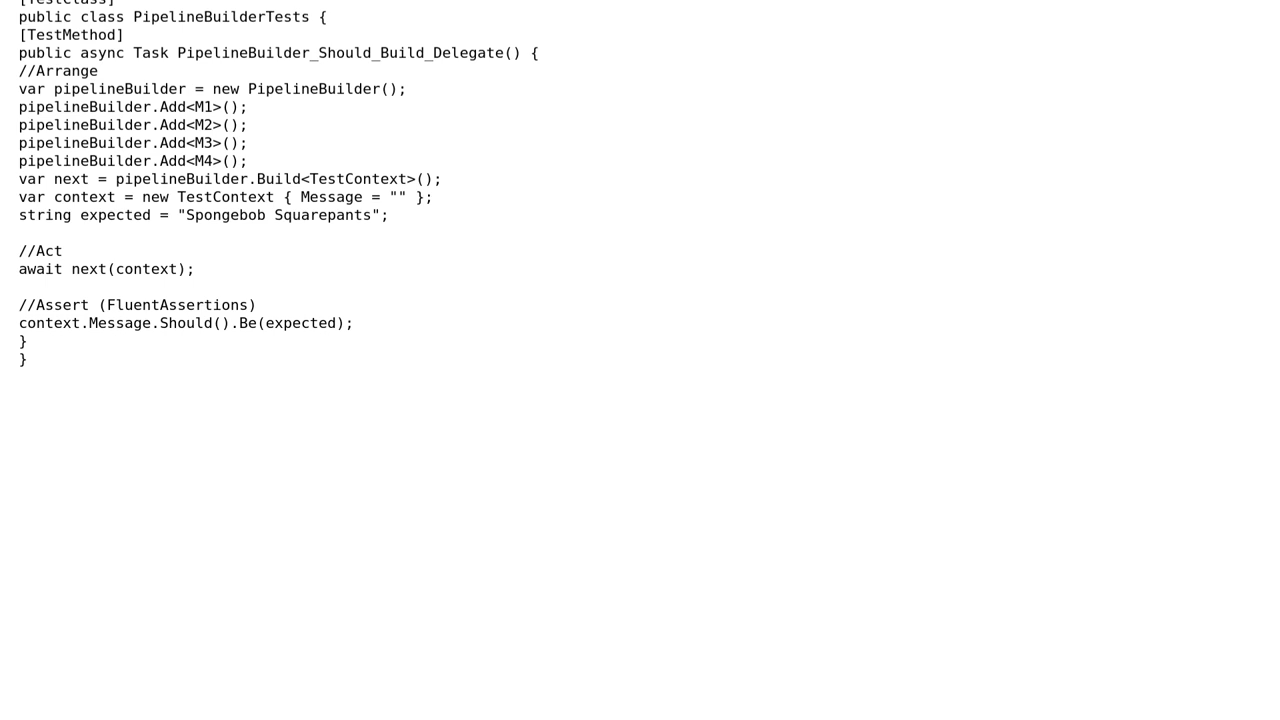 [TestClass]
public class PipelineBuilderTests {
[TestMethod]
public async Task PipelineBuilder_Should_Build_Delegate() {
//Arrange
var pipelineBuilder = new PipelineBuilder();
pipelineBuilder.Add<M1>();
pipelineBuilder.Add<M2>();
pipelineBuilder.Add<M3>();
pipelineBuilder.Add<M4>();
var next = pipelineBuilder.Build<TestContext>();
var context = new TestContext { Message = "" };
string expected = "Spongebob Squarepants";

//Act
await next(context);

//Assert (FluentAssertions)
context.Message.Should().Be(expected);
}
}